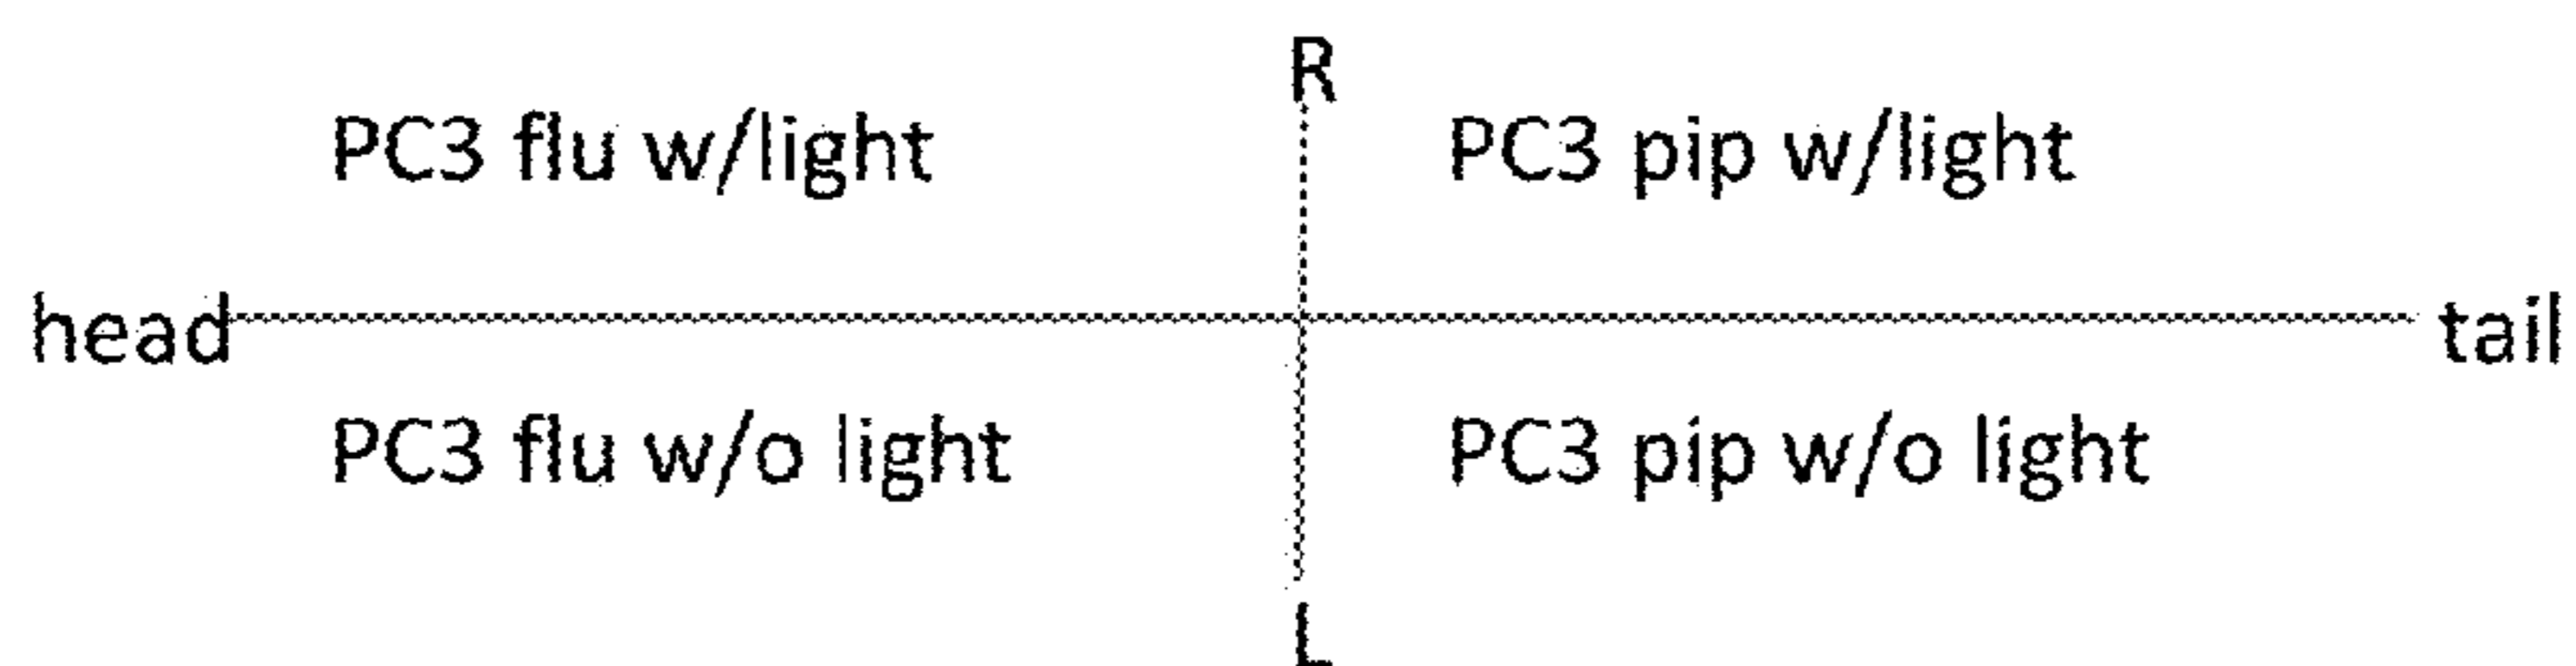 R
PC3 flu w/light
PC3 pip w/light
head
tail
PC3 flu w/o light
PC3 pip w/o light
L